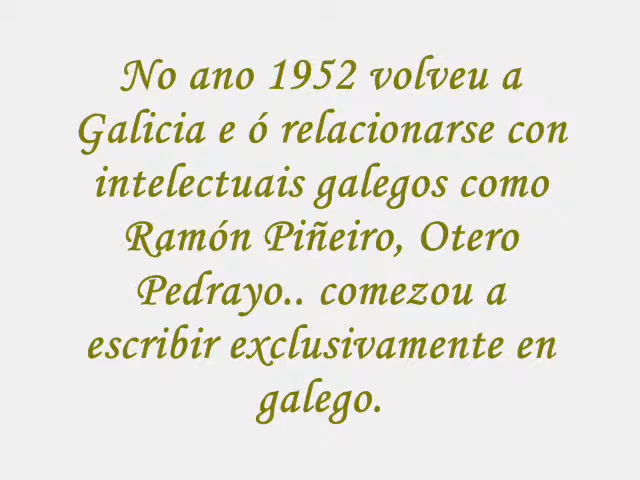 No ano 1952 volveu a
Galicia e ó relacionarse con
intelectuais galegos como
Ramón Piñeiro, Otero
Pedrayo.. comezou a
escribir exclusivamente en
galego.